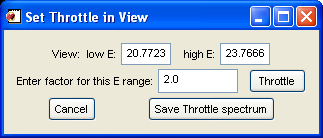 Set Throttle in View
View: low E: 20.7723 high E: 23.7666
Enter factor for this E range: 2.0 Throttle
Cancel Save Throttle spectrum